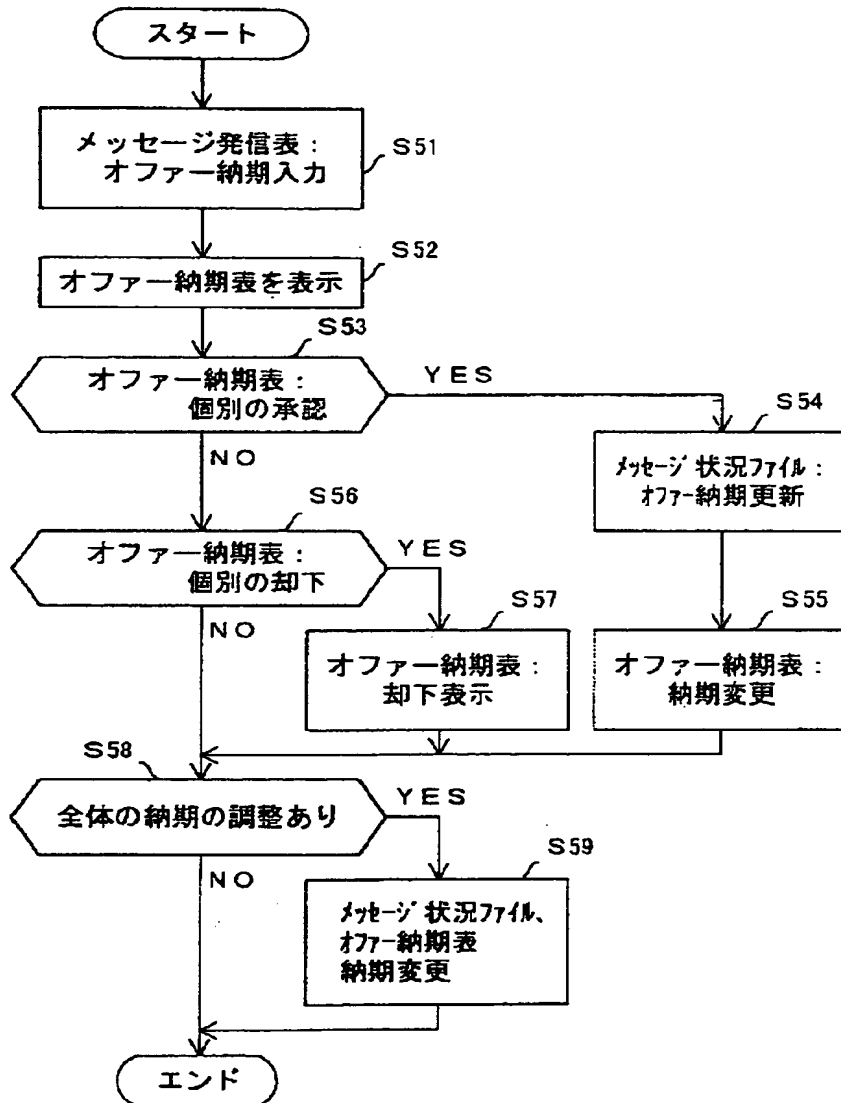 スタート
メッセージ発信表：
オファー納期入力
S51
S52
オファー納期表を表示
S53
オファー納期表：
個別の承認
YES
NO
S54
メッセージ状況ファイル：
オファー納期更新
S56
オファー納期表：
個別の却下
YES
NO
S57
オファー納期表：
却下表示
S55
オファー納期表：
納期変更
S58
全体の納期の調整あり
YES
NO
S59
メッセージ状況ファイル、
オファー納期表
納期変更
エンド